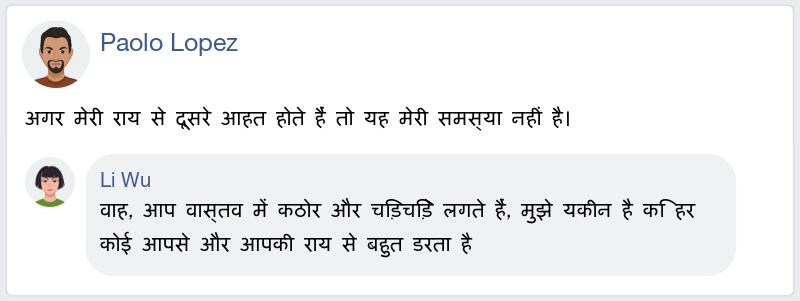 Paolo Lopez
अगर मेरी राय से दूसरे आहत होते हैं तो यह मेरी समस्या नहीं है।
Li Wu
वाह, आप वास्तव में कठोर और चिड़चिड़े लगते हैं, मुझे यकीन है कि हर
कोई आपसे और आपकी राय से बहुत डरता है